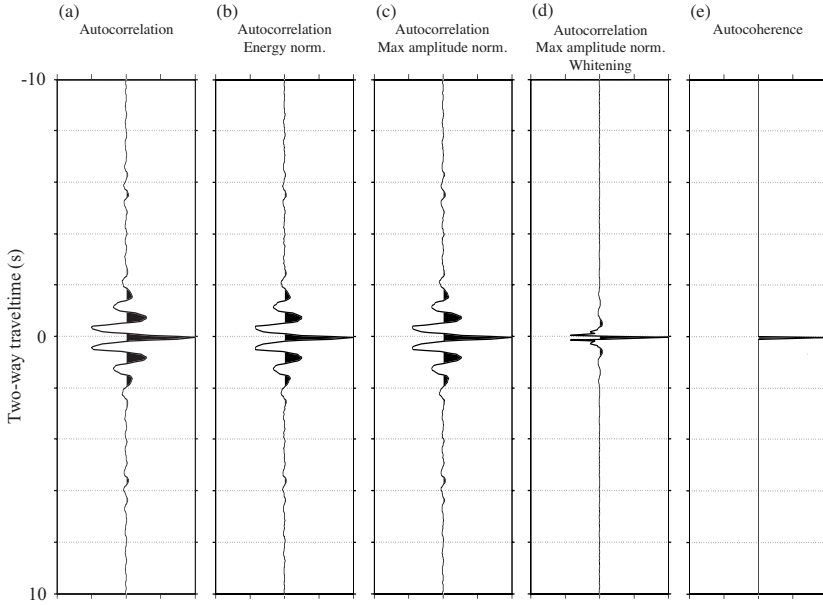 (a)
Autocorrelation
(b)
Autocorrelation
Energy norm.
(c)
Autocorrelation
Max amplitude norm.
(d)
Autocorrelation
Max amplitude norm.
Whitening
(e)
Autocoherence
Two-way traveltime (s)
-10
0
10